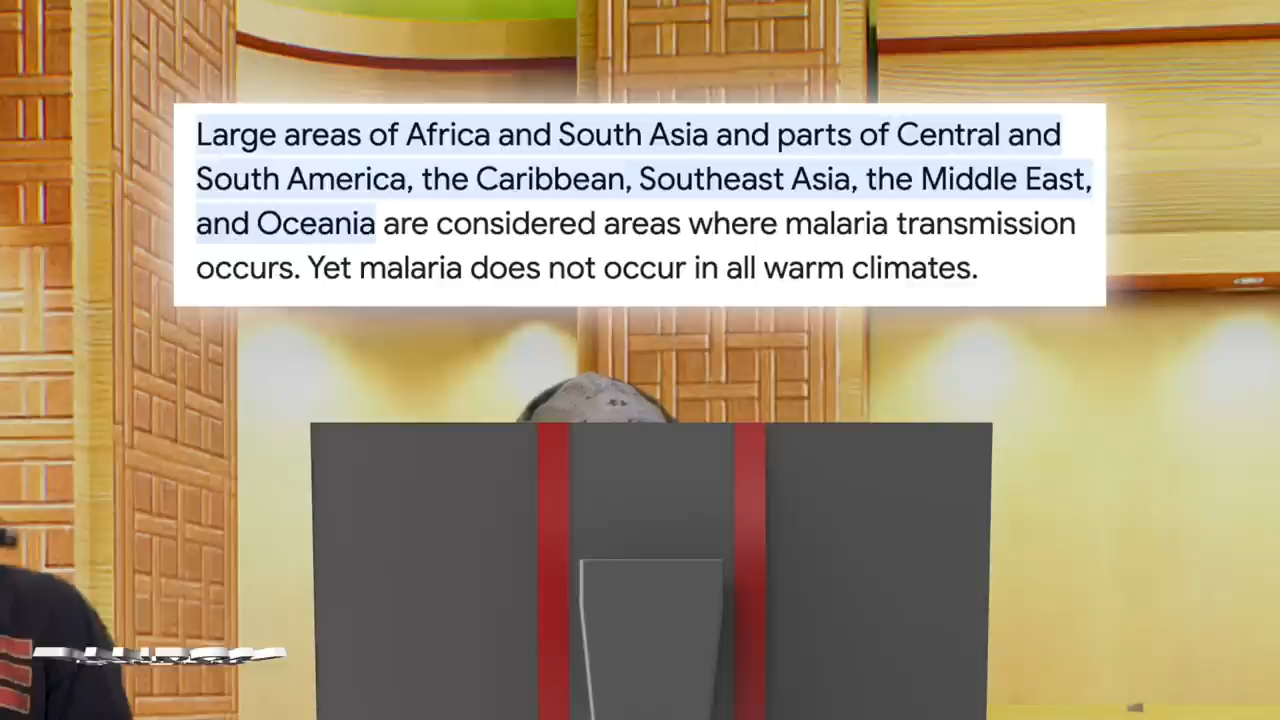 Large areas of Africa and South Asia and parts of Central and
South America, the Caribbean, Southeast Asia, the Middle East,
and Oceania are considered areas where malaria transmission
occurs. Yet malaria does not occur in all warm climates.